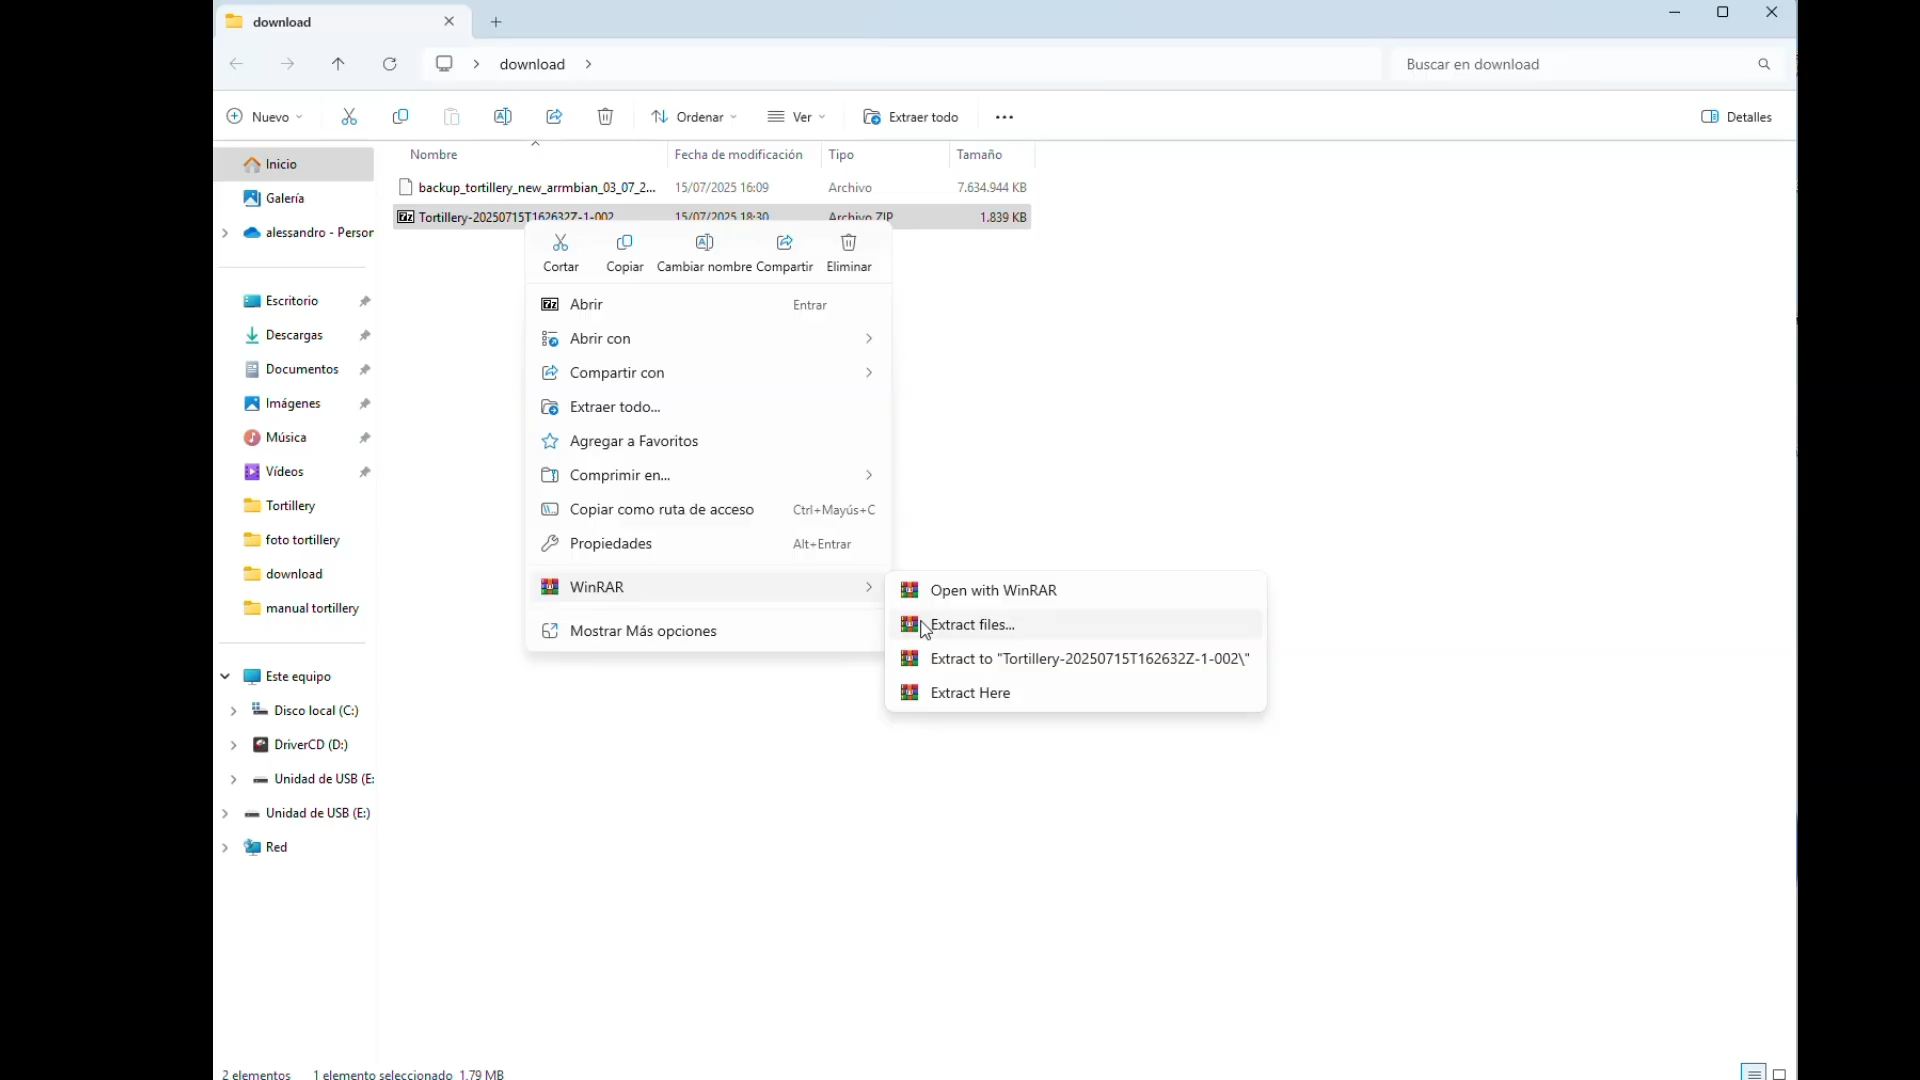 download
download
Buscar en download
Nuevo
Ordenar
Ver
Extraer todo
Detalles
Nombre Fecha de modificación Tipo Tamaño
backup_tortillery_new_arrmbian_03_07_2... 15/07/2025 16:09 Archivo 7.634.944 KB
Tortillery-20250715T162632Z-1-002 15/07/2025 18:30 Archivo ZIP 1.839 KB
Inicio
Galería
alessandro - Person
Escritorio
Descargas
Documentos
Imágenes
Música
Vídeos
Tortillery
foto tortillery
download
manual tortillery
Este equipo
Disco local (C:)
DriverCD (D:)
Unidad de USB (E:
Unidad de USB (E:)
Red
Cortar Copiar Cambiar nombre Compartir Eliminar
Abrir Entrar
Abrir con
Compartir con
Extraer todo...
Agregar a Favoritos
Comprimir en...
Copiar como ruta de acceso Ctrl+Mayús+C
Propiedades Alt+Entrar
WinRAR
Mostrar Más opciones
Open with WinRAR
Extract files...
Extract to "Tortillery-20250715T162632Z-1-002\"
Extract Here
2 elementos 1 elemento seleccionado 1,79 MB